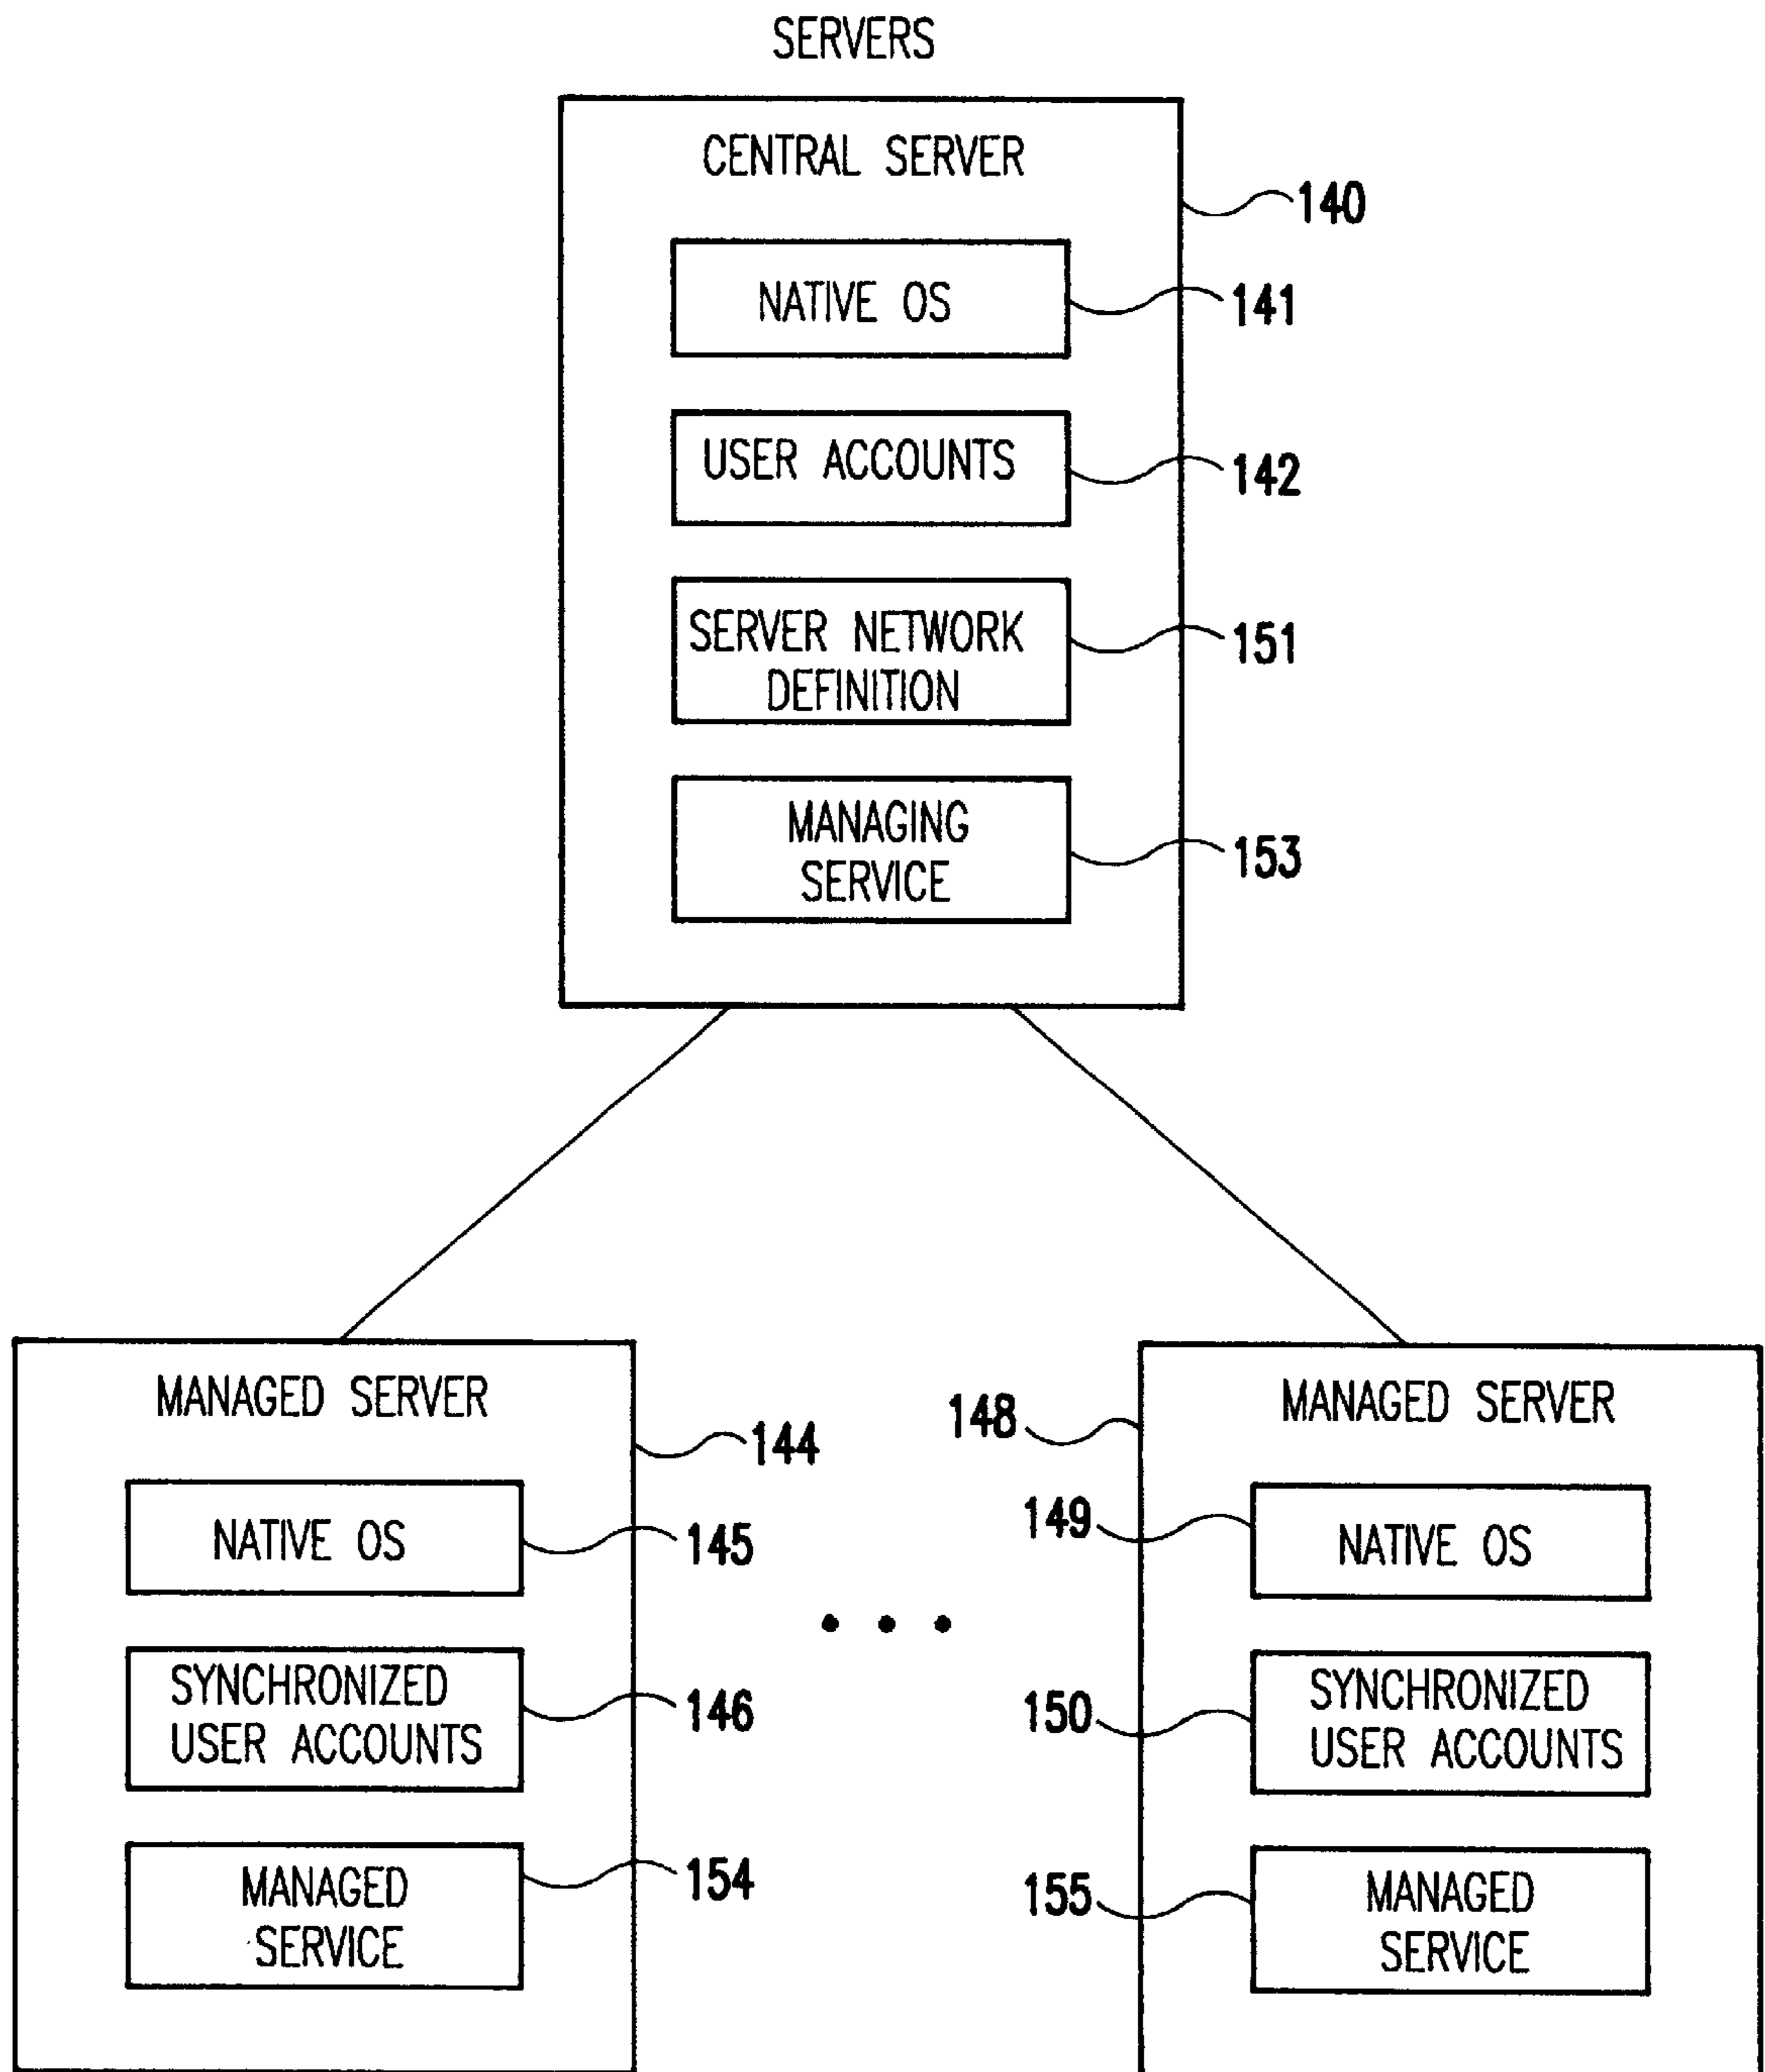 SERVERS
CENTRAL SERVER
140
NATIVE OS
141
USER ACCOUNTS
142
SERVER NETWORK
DEFINITION
151
MANAGING
SERVICE
153
MANAGED SERVER
144
NATIVE OS
145
SYNCHRONIZED
USER ACCOUNTS
146
MANAGED
SERVICE
154
148
MANAGED SERVER
149
NATIVE OS
150
SYNCHRONIZED
USER ACCOUNTS
155
MANAGED
SERVICE